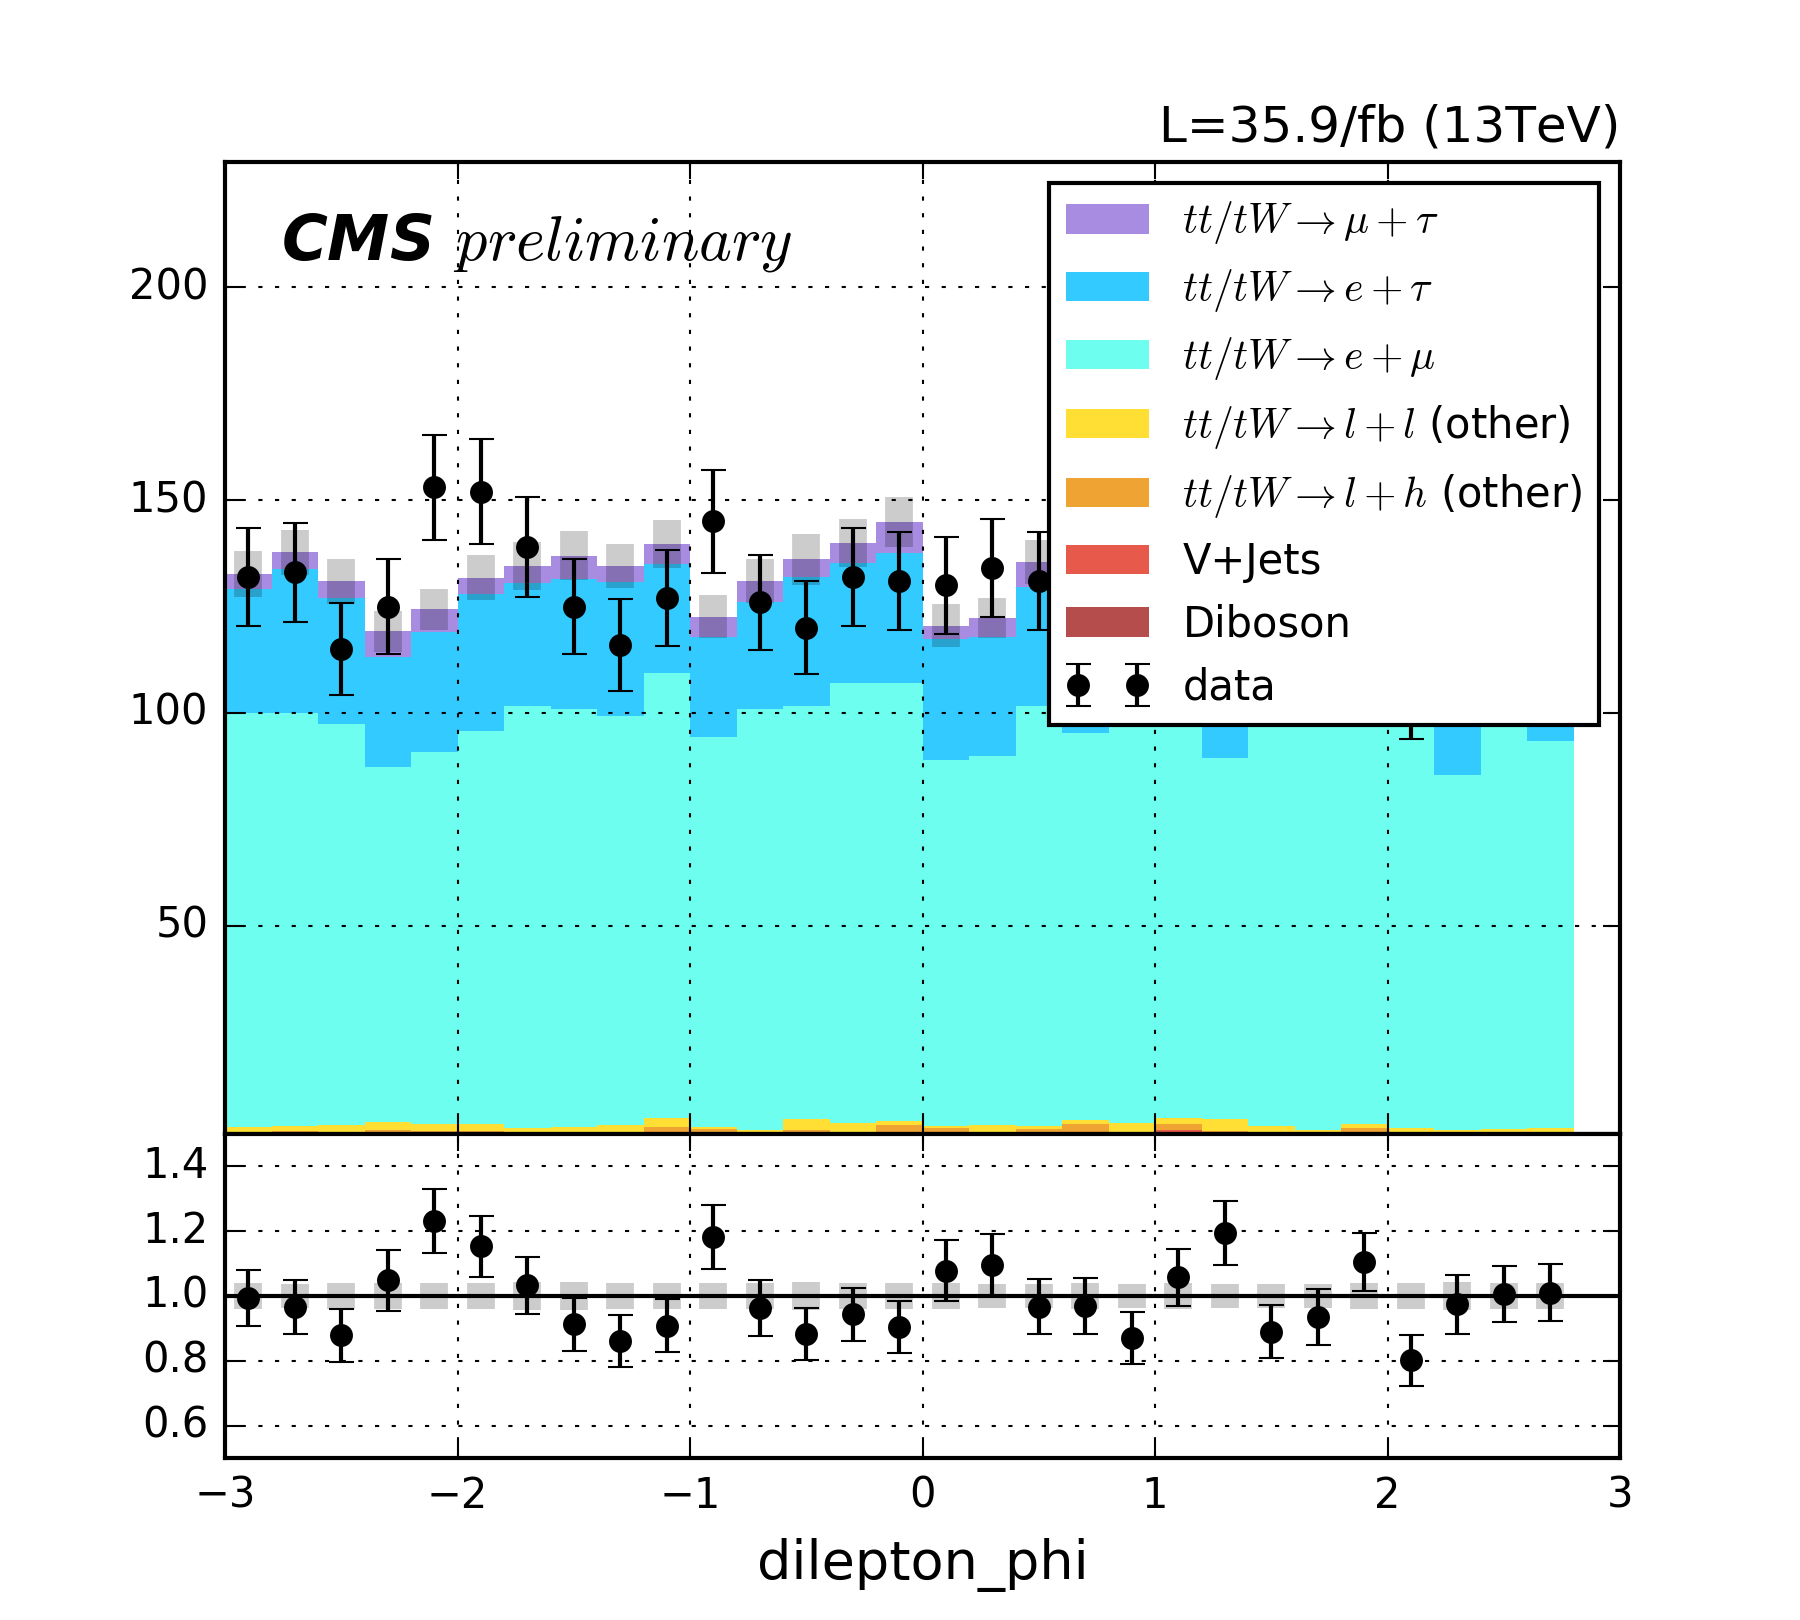 L=35.9/fb (13TeV)
CMS preliminary
tt/tW → μ + τ
tt/tW → e + τ
tt/tW → e + μ
tt/tW → l + l (other)
tt/tW → l + h (other)
V+Jets
Diboson
data
200
150
100
50
1.4
1.2
1.0
0.8
0.6
−3 −2 −1 0 1 2 3
dilepton_phi